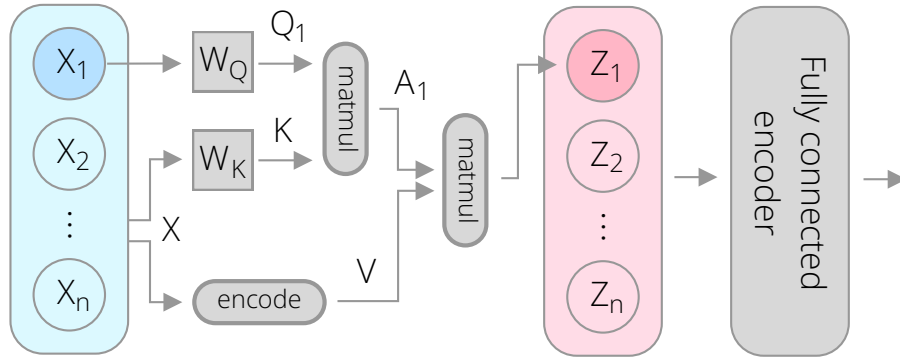 X1
X2
⋮
Xn
X
WQ
Q1
WK
K
encode
V
matmul
A1
matmul
Z1
Z2
⋮
Zn
Fully connected
encoder